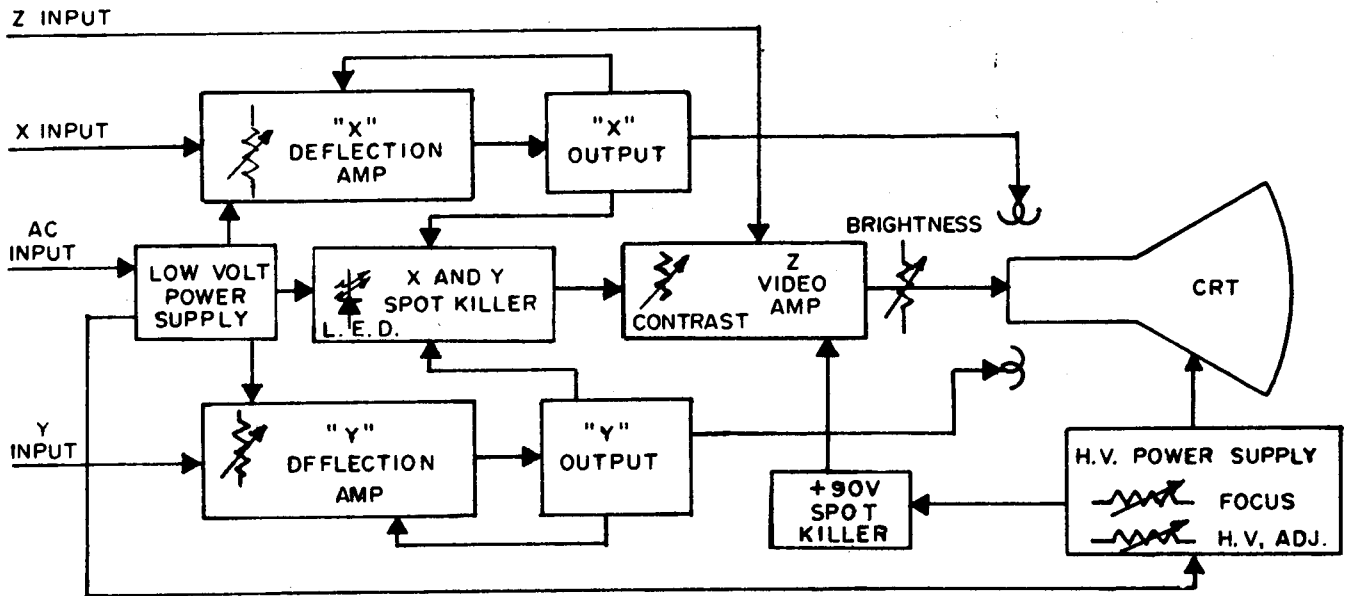 Z INPUT
X INPUT
"X"
DEFLECTION
AMP
"X"
OUTPUT
AC
INPUT
LOW VOLT
POWER
SUPPLY
L.E.D.
X AND Y
SPOT KILLER
CONTRAST
Z
VIDEO
AMP
BRIGHTNESS
CRT
Y
INPUT
"Y"
DFFLECTION
AMP
"Y"
OUTPUT
+90V
SPOT
KILLER
H.V. POWER SUPPLY
FOCUS
H.V, ADJ.